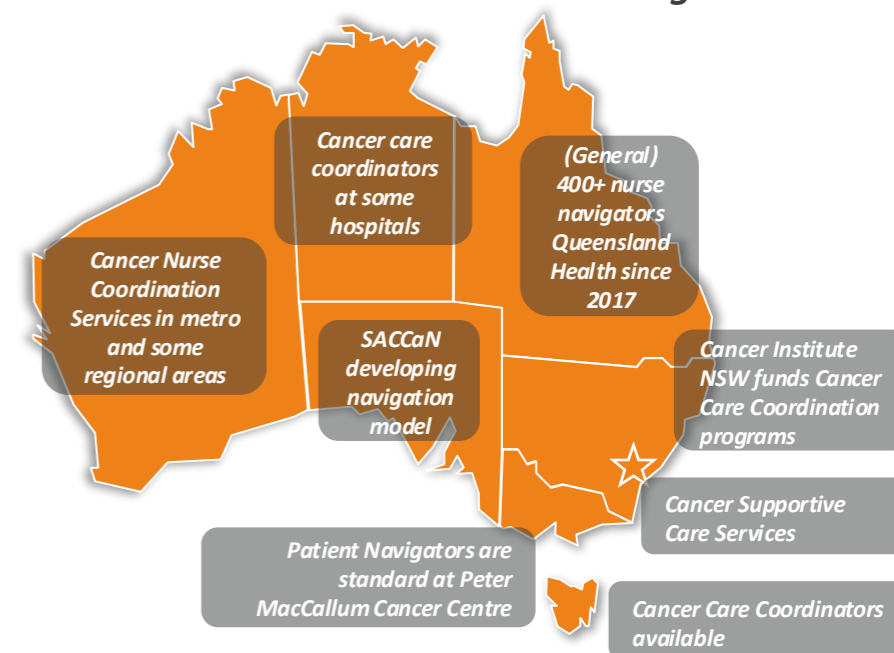 Cancer care
coordinators
at some
hospitals
(General)
400+ nurse
navigators
Queensland
Health since
2017
Cancer Nurse
Coordination
Services in metro
and some
regional areas
SACCaN
developing
navigation
model
Cancer Institute
NSW funds Cancer
Care Coordination
programs
Cancer Supportive
Care Services
Patient Navigators are
standard at Peter
MacCallum Cancer Centre
Cancer Care Coordinators
available